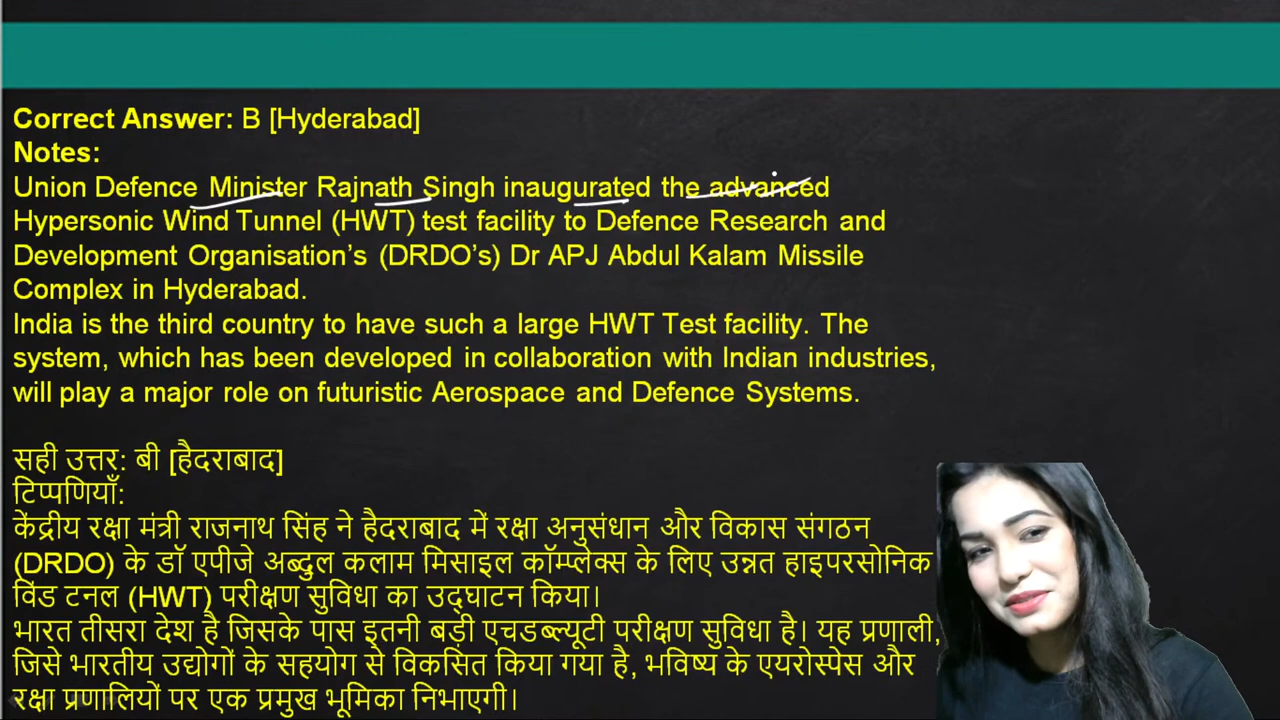 Correct Answer: B [Hyderabad]
Notes:
Union Defence Minister Rajnath Singh inaugurated the advanced
Hypersonic Wind Tunnel (HWT) test facility to Defence Research and
Development Organisation’s (DRDO’s) Dr APJ Abdul Kalam Missile
Complex in Hyderabad.
India is the third country to have such a large HWT Test facility. The
system, which has been developed in collaboration with Indian industries,
will play a major role on futuristic Aerospace and Defence Systems.
सही उत्तर: बी [हैदराबाद]
टिप्पणियाँ:
केंद्रीय रक्षा मंत्री राजनाथ सिंह ने हैदराबाद में रक्षा अनुसंधान और विकास संगठन
(DRDO) के डॉ एपीजे अब्दुल कलाम मिसाइल कॉम्प्लेक्स के लिए उन्नत हाइपरसोनिक
विंड टनल (HWT) परीक्षण सुविधा का उद्घाटन किया।
भारत तीसरा देश है जिसके पास इतनी बड़ी एचडब्ल्यूटी परीक्षण सुविधा है। यह प्रणाली,
जिसे भारतीय उद्योगों के सहयोग से विकसित किया गया है, भविष्य के एयरोस्पेस और
रक्षा प्रणालियों पर एक प्रमुख भूमिका निभाएगी।